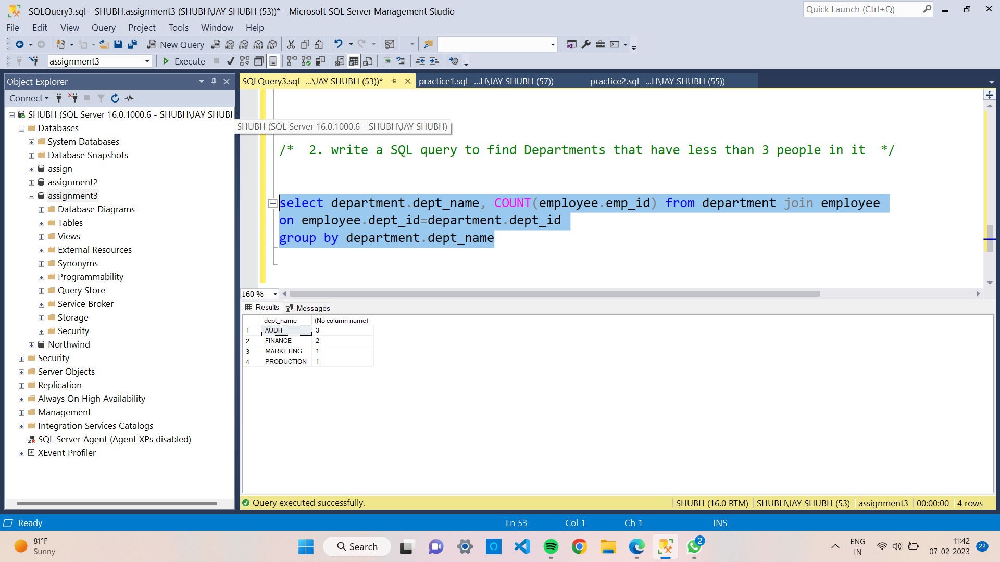 SQLQuery3.sql - SHUBH.assignment3 (SHUBH\JAY SHUBH (53))* - Microsoft SQL Server Management Studio
Quick Launch (Ctrl+Q)
File Edit View Query Project Tools Window Help
New Query MDX DMX XMLA DAX
assignment3 Execute
Object Explorer
SQLQuery3.sql -...\JAY SHUBH (53))* practice1.sql -...H\JAY SHUBH (57)) practice2.sql -...H\JAY SHUBH (55))
Connect
SHUBH (SQL Server 16.0.1000.6 - SHUBH\JAY SHUBH
Databases
System Databases
Database Snapshots
assign
assignment2
assignment3
Database Diagrams
Tables
Views
External Resources
Synonyms
Programmability
Query Store
Service Broker
Storage
Security
Northwind
Security
Server Objects
Replication
Always On High Availability
Management
Integration Services Catalogs
SQL Server Agent (Agent XPs disabled)
XEvent Profiler
SHUBH (SQL Server 16.0.1000.6 - SHUBH\JAY SHUBH)
/*  2. write a SQL query to find Departments that have less than 3 people in it  */
select department.dept_name, COUNT(employee.emp_id) from department join employee
on employee.dept_id=department.dept_id
group by department.dept_name
160 %
Results Messages
dept_name (No column name)
1 AUDIT 3
2 FINANCE 2
3 MARKETING 1
4 PRODUCTION 1
Query executed successfully. SHUBH (16.0 RTM) SHUBH\JAY SHUBH (53) assignment3 00:00:00 4 rows
Ready Ln 53 Col 1 Ch 1 INS
81°F
Sunny
Search
2
ENG
IN
11:42
07-02-2023
22